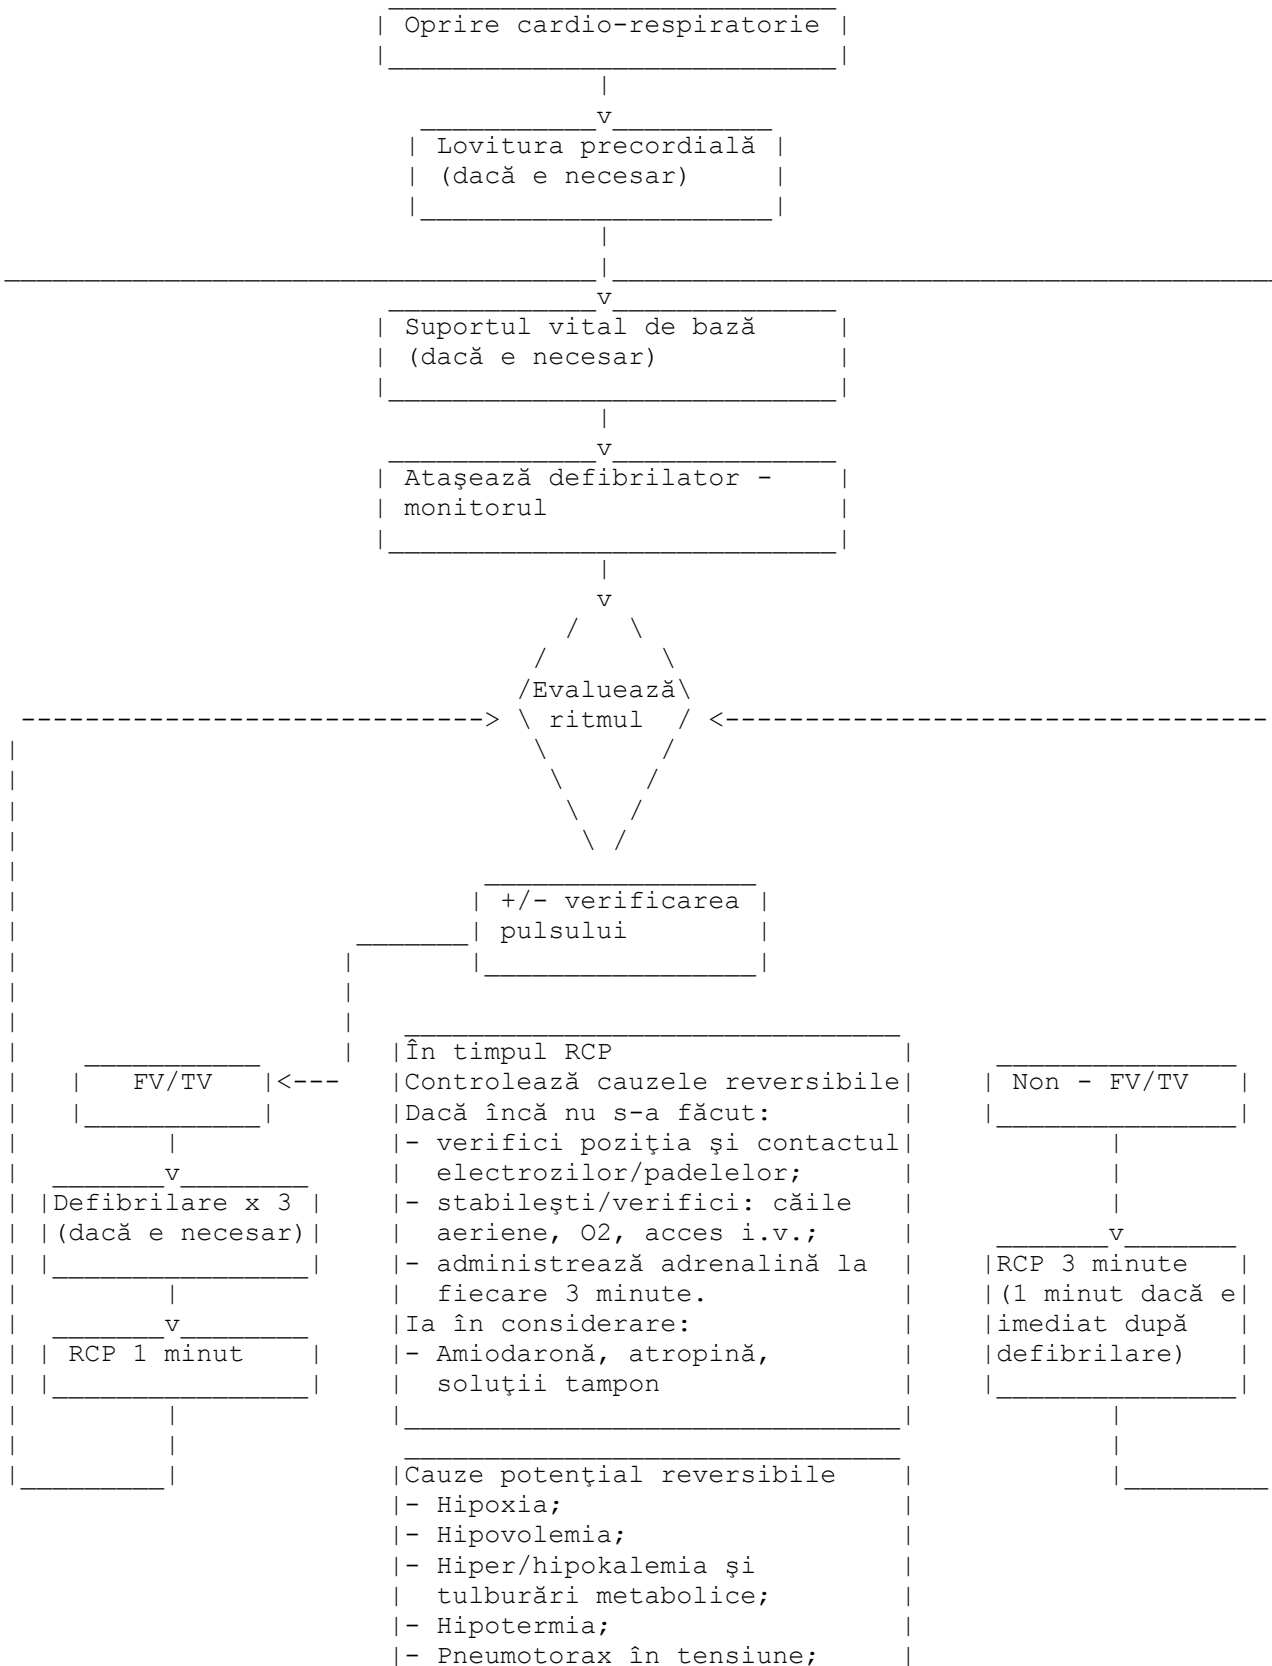 Oprire cardio-respiratorie
Lovitura precordială
(dacă e necesar)
Suportul vital de bază
(dacă e necesar)
Ataşează defibrilator -
monitorul
Evaluează
ritmul
+/- verificarea
pulsului
FV/TV
Defibrilare x 3
(dacă e necesar)
RCP 1 minut
În timpul RCP
Controlează cauzele reversibile
Dacă încă nu s-a făcut:
- verifici poziţia şi contactul
electrozilor/padelelor;
- stabileşti/verifici: căile
aeriene, O2, acces i.v.;
- administrează adrenalină la
fiecare 3 minute.
Ia în considerare:
- Amiodaronă, atropină,
soluţii tampon
Non - FV/TV
RCP 3 minute
(1 minut dacă e
imediat după
defibrilare)
Cauze potenţial reversibile
- Hipoxia;
- Hipovolemia;
- Hiper/hipokalemia şi
tulburări metabolice;
- Hipotermia;
- Pneumotorax în tensiune;